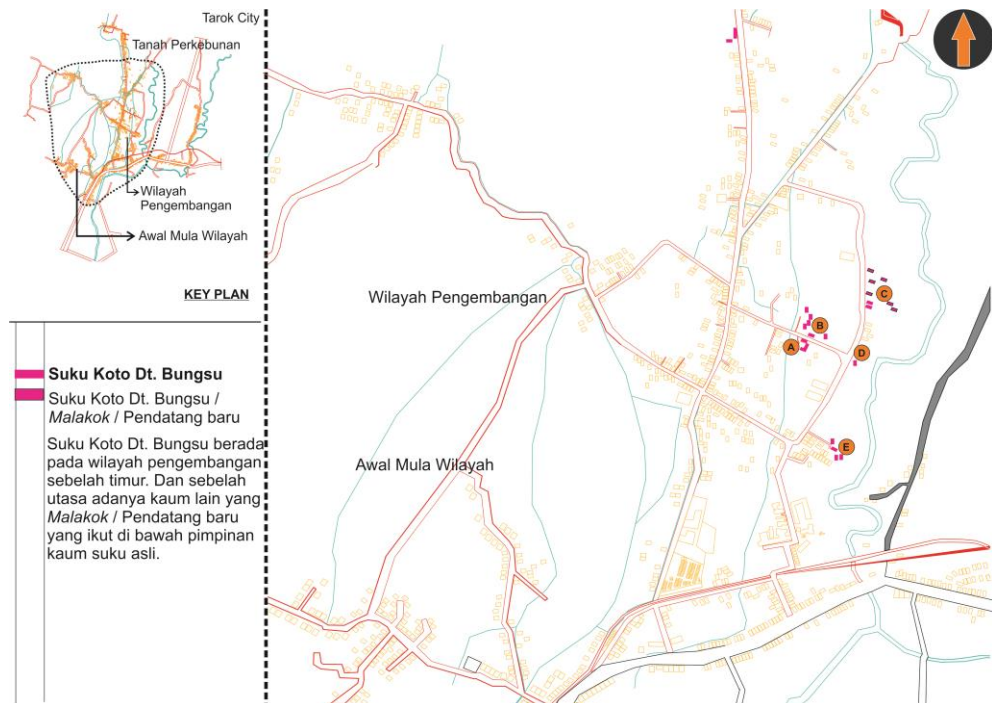 Tarok City
Tanah Perkebunan
Wilayah
Pengembangan
Awal Mula Wilayah
KEY PLAN
Suku Koto Dt. Bungsu
Suku Koto Dt. Bungsu /
Malakok / Pendatang baru
Suku Koto Dt. Bungsu berada
pada wilayah pengembangan
sebelah timur. Dan sebelah
utasa adanya kaum lain yang
Malakok / Pendatang baru
yang ikut di bawah pimpinan
kaum suku asli.
Wilayah Pengembangan
Awal Mula Wilayah
C
B
A
D
E